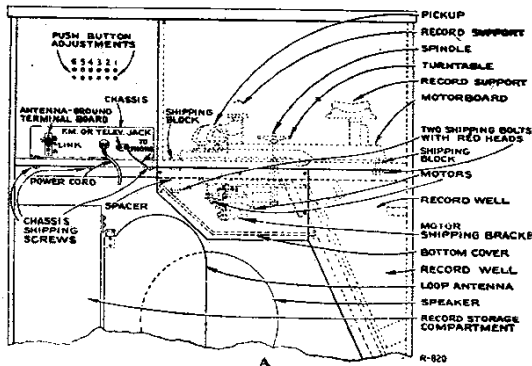 PUSH BUTTON
ADJUSTMENTS
6 5 4 3 2 1
ANTENNA-GROUND
TERMINAL BOARD
CHASSIS
F.M. OR TELEV. JACK
LINK
TO
PHONO
POWER CORD
CHASSIS
SHIPPING
SCREWS
SPACER
SHIPPING
BLOCK
PICKUP
RECORD SUPPORT
SPINDLE
TURNTABLE
RECORD SUPPORT
MOTORBOARD
TWO SHIPPING BOLTS
WITH RED HEADS
SHIPPING
BLOCK
MOTORS
RECORD WELL
MOTOR
SHIPPING BRACKET
BOTTOM COVER
RECORD WELL
LOOP ANTENNA
SPEAKER
RECORD STORAGE
COMPARTMENT
A
R-820